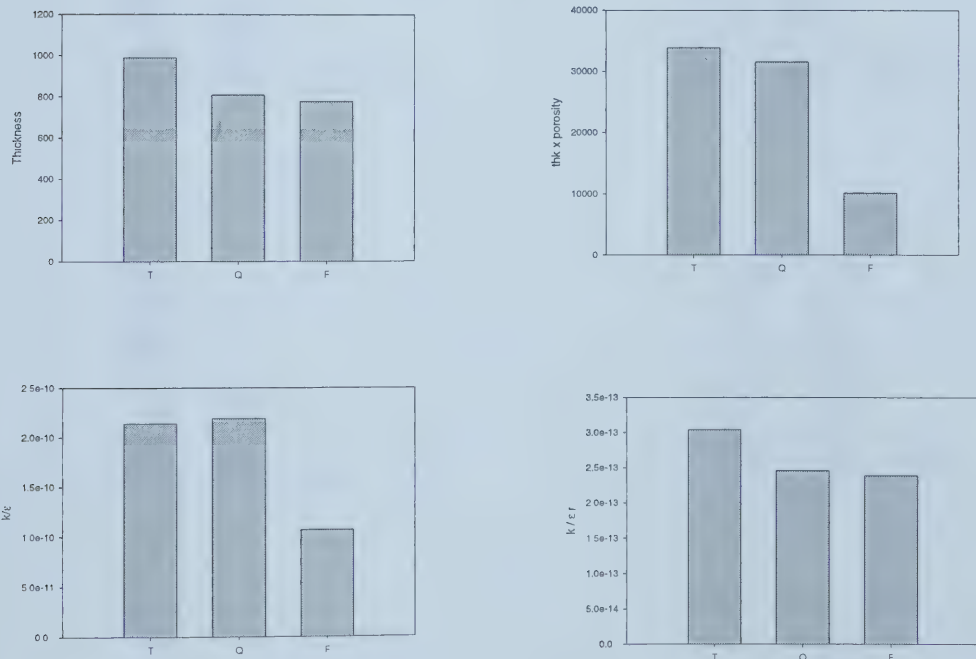 1200
1000
800
600
400
200
0
Thickness
T Q F
40000
30000
20000
10000
0
thk x porosity
T Q F
2 5e-10
2.0e-10
1 5e-10
1 0e-10
5 0e-11
0 0
k/ε
T Q F
3.5e-13
3.0e-13
2.5e-13
2.0e-13
1.5e-13
1.0e-13
5.0e-14
0.0
k / ε r
T Q F